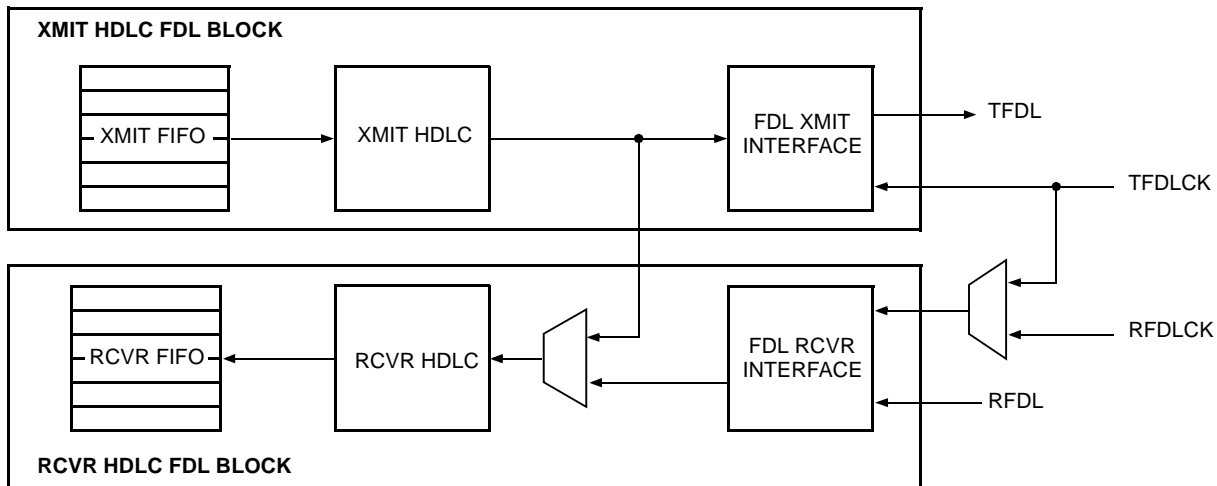 XMIT HDLC FDL BLOCK
XMIT FIFO
XMIT HDLC
FDL XMIT
INTERFACE
TFDL
TFDLCK
RCVR FIFO
RCVR HDLC
FDL RCVR
INTERFACE
RFDLCK
RFDL
RCVR HDLC FDL BLOCK